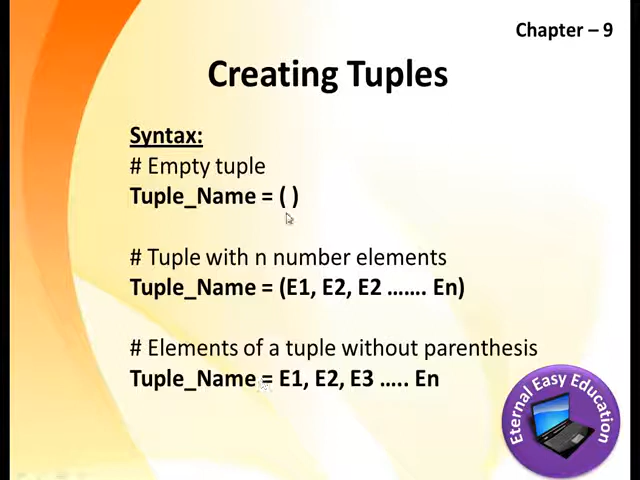 Chapter – 9
Creating Tuples
Syntax:
# Empty tuple
Tuple_Name = ( )
# Tuple with n number elements
Tuple_Name = (E1, E2, E2 ……. En)
# Elements of a tuple without parenthesis
Tuple_Name = E1, E2, E3 ….. En
Eternal Easy Education